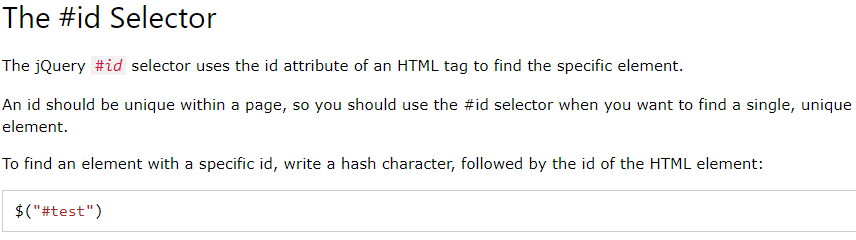 The #id Selector
The jQuery #id selector uses the id attribute of an HTML tag to find the specific element.
An id should be unique within a page, so you should use the #id selector when you want to find a single, unique
element.
To find an element with a specific id, write a hash character, followed by the id of the HTML element:
$("#test")